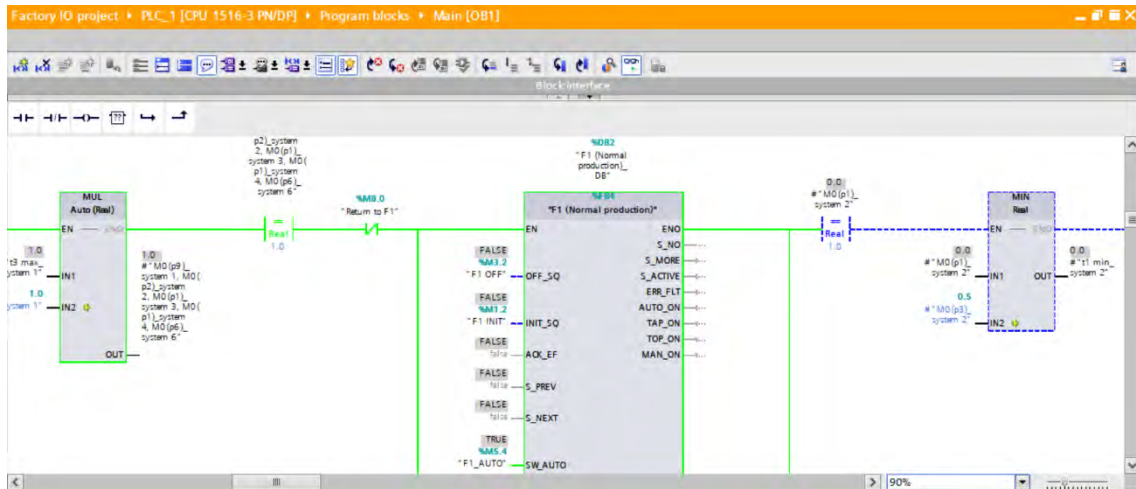 Factory IO project ▸ PLC_1 [CPU 1516-3 PN/DP] ▸ Program blocks ▸ Main [OB1]
Block interface
p2)_system
2, M0(p1)_
system 3, M0(
p1)_system
4, M0(p6)_
system 6"
MUL
Auto (Real)
EN ENO
1.0
"t3 max_
system 1"
IN1
1.0
system 1"
IN2
1.0
#"M0(p9)_
system 1, M0(
p2)_system
2, M0(p1)_
system 3, M0(
p1)_system
4, M0(p6)_
system 6"
OUT
==
Real
1.0
%M8.0
"Return to F1"
%DB2
"F1 (Normal
production)_
DB"
%FB4
"F1 (Normal production)"
EN
ENO
FALSE
%M3.2
"F1 OFF"
OFF_SQ
FALSE
%M1.2
"F1 INIT"
INIT_SQ
FALSE
false
ACK_EF
FALSE
false
S_PREV
FALSE
false
S_NEXT
TRUE
%M5.4
"F1_AUTO"
SW_AUTO
S_NO
S_MORE
S_ACTIVE
ERR_FLT
AUTO_ON
TAP_ON
TOP_ON
MAN_ON
0.0
#"M0(p1)_
system 2"
==
Real
1.0
MIN
Real
EN ENO
0.0
#"M0(p1)_
system 2"
IN1
0.5
#"M0(p3)_
system 2"
IN2
OUT
0.0
#"t1 min_
system 2"
90%